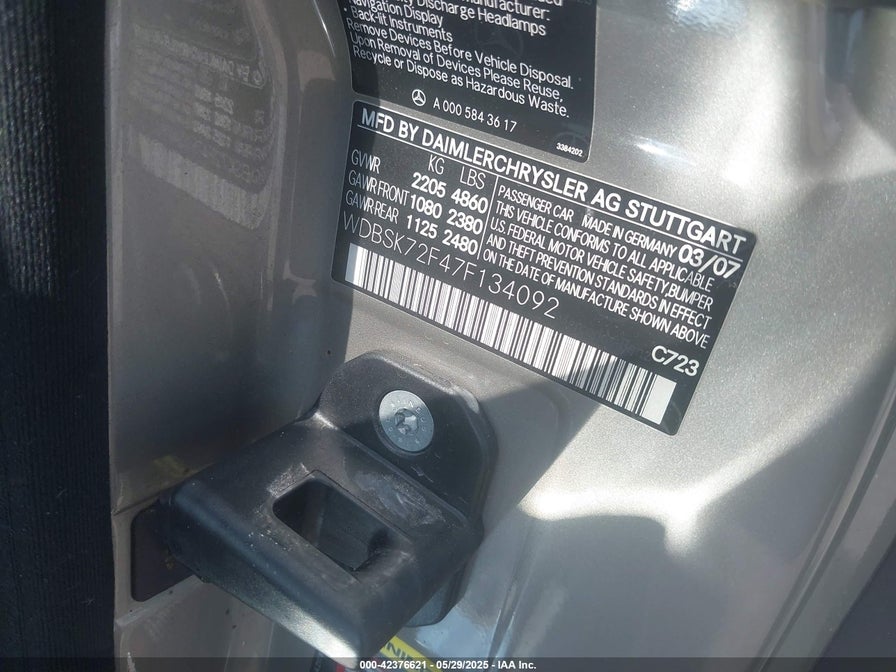 Manufacturer:
Discharge Headlamps
Navigation Display
· Back-lit Instruments
Remove Devices Before Vehicle Disposal.
Upon Removal of Devices Please Reuse,
Recycle or Dispose as Hazardous Waste.
A 000 584 36 17
3384202
MFD BY DAIMLERCHRYSLER AG STUTTGART
KG LBS
GVWR 2205 4860
GAWR FRONT 1080 2380
GAWR REAR 1125 2480
PASSENGER CAR MADE IN GERMANY 03/07
THIS VEHICLE CONFORMS TO ALL APPLICABLE
U.S. FEDERAL MOTOR VEHICLE SAFETY,BUMPER
AND THEFT PREVENTION STANDARDS IN EFFECT
ON THE DATE OF MANUFACTURE SHOWN ABOVE
WDBSK72F47F134092
C723
000-42376621 - 05/29/2025 - IAA Inc.